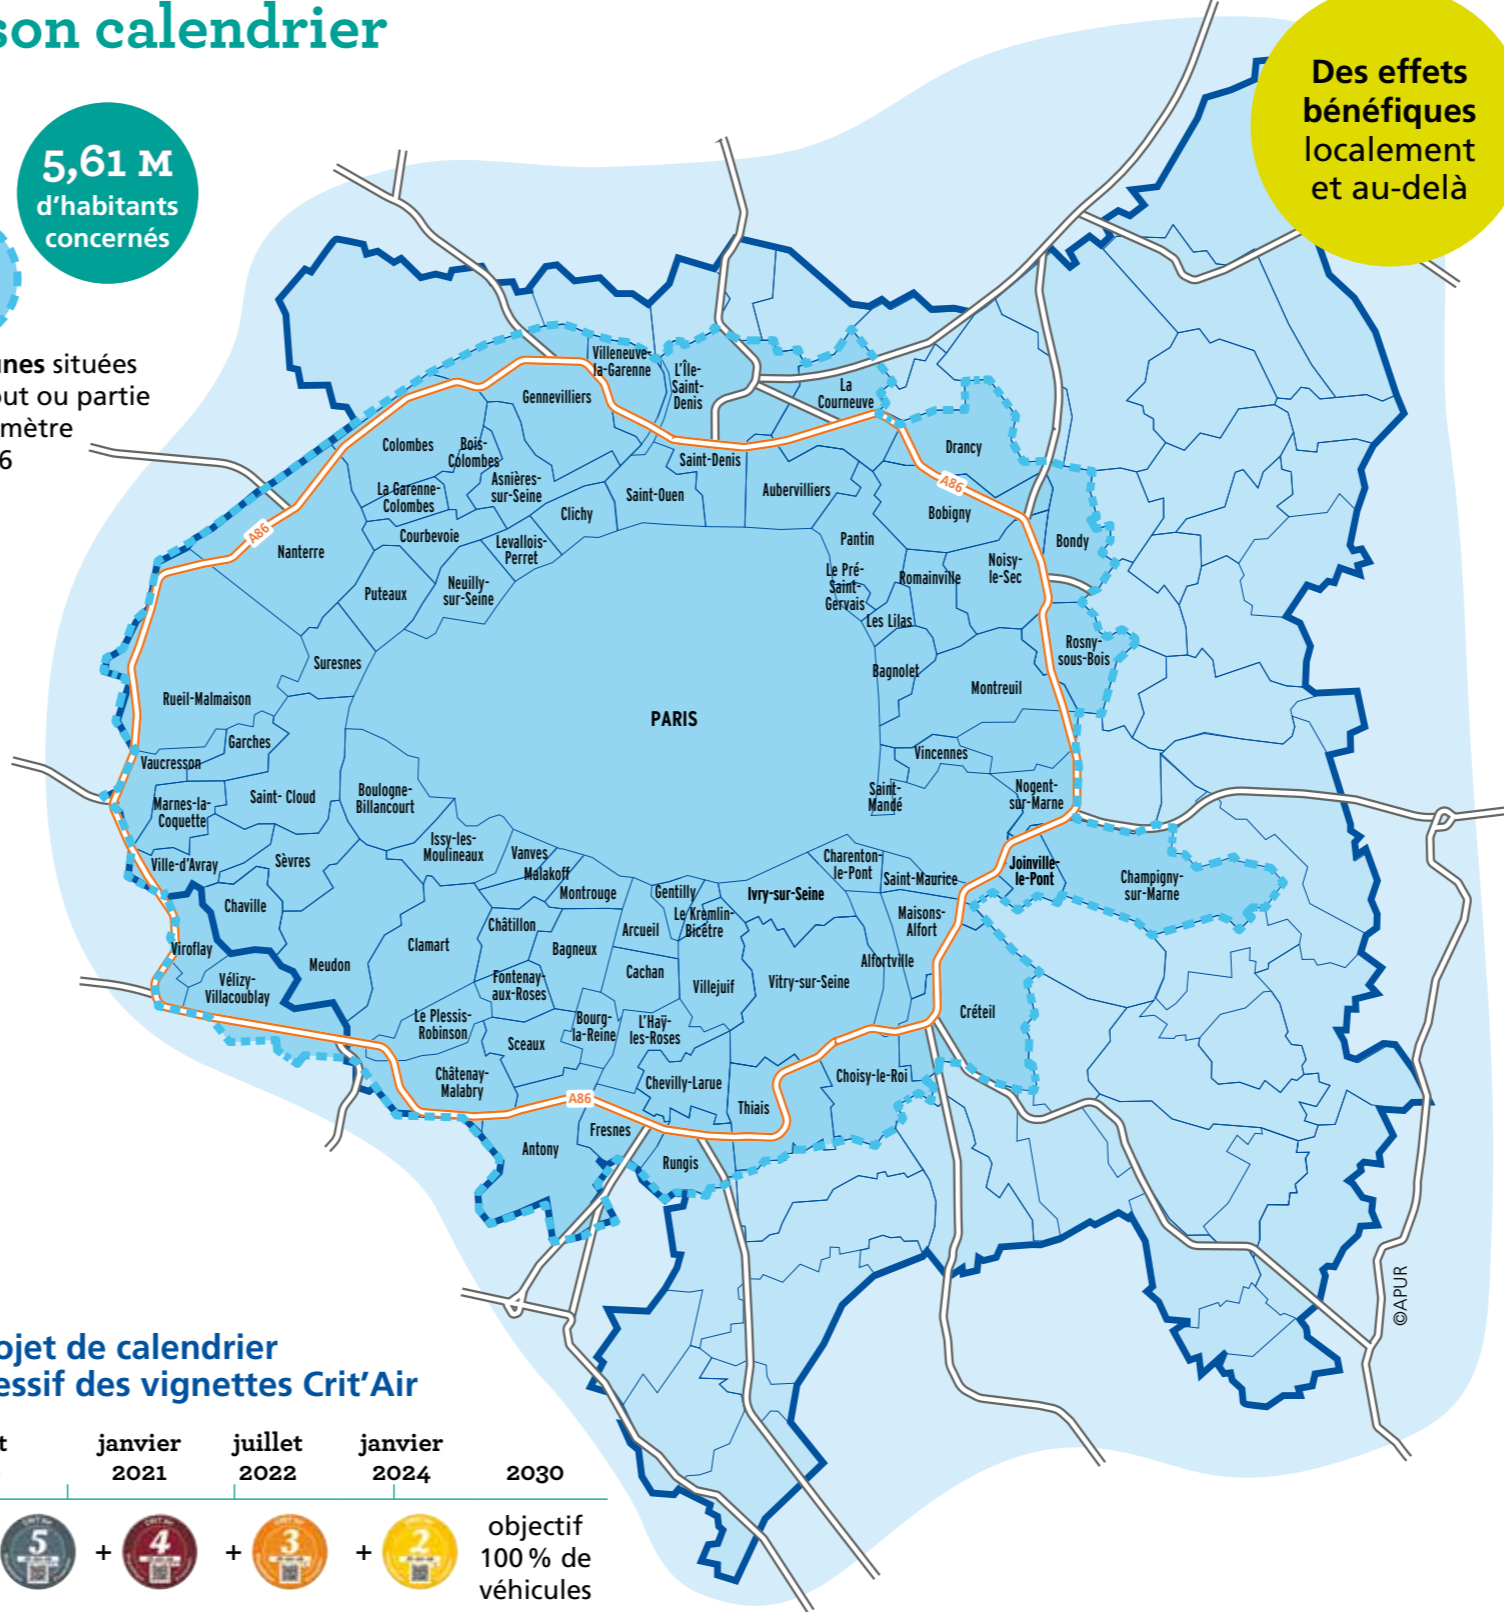 son calendrier
Des effets
bénéfiques
localement
et au-delà
5,61 M
d'habitants
concernés
unes situées
out ou partie
mètre
6
Villeneuve-
la-Garenne
L'Île-
Saint-
Denis
La
Courneuve
Gennevilliers
Colombes
Bois-
Colombes
Saint-Denis
Drancy
Asnières-
sur-Seine
La Garenne-
Colombes
Saint-Ouen
Aubervilliers
A86
Clichy
Bobigny
A86
Nanterre
Courbevoie
Levallois-
Perret
Pantin
Bondy
Puteaux
Neuilly-
sur-Seine
Le Pré-
Saint-
Gervais
Romainville
Noisy-
le-Sec
Les Lilas
Suresnes
Bagnolet
Rosny-
sous-Bois
Rueil-Malmaison
Montreuil
PARIS
Garches
Vaucresson
Vincennes
Marnes-la-
Coquette
Saint- Cloud
Boulogne-
Billancourt
Saint-
Mandé
Nogent-
sur-Marne
Ville-d'Avray
Sèvres
Issy-les-
Moulineaux
Vanves
Malakoff
Montrouge
Gentilly
Ivry-sur-Seine
Charenton-
le-Pont
Saint-Maurice
Joinville-
le-Pont
Champigny-
sur-Marne
Chaville
Châtillon
Le Kremlin-
Bicêtre
Maisons-
Alfort
Viroflay
Clamart
Arcueil
Bagneux
Meudon
Alfortville
Vélizy-
Villacoublay
Fontenay-
aux-Roses
Cachan
Villejuif
Vitry-sur-Seine
Créteil
Le Plessis-
Robinson
Sceaux
Bourg-
la-Reine
L'Haÿ-
les-Roses
Châtenay-
Malabry
Chevilly-Larue
Choisy-le-Roi
A86
Thiais
Fresnes
Antony
Rungis
©APUR
ojet de calendrier
essif des vignettes Crit'Air
t
janvier
2021
juillet
2022
janvier
2024
2030
5
+
4
+
3
+
2
objectif
100 % de
véhicules